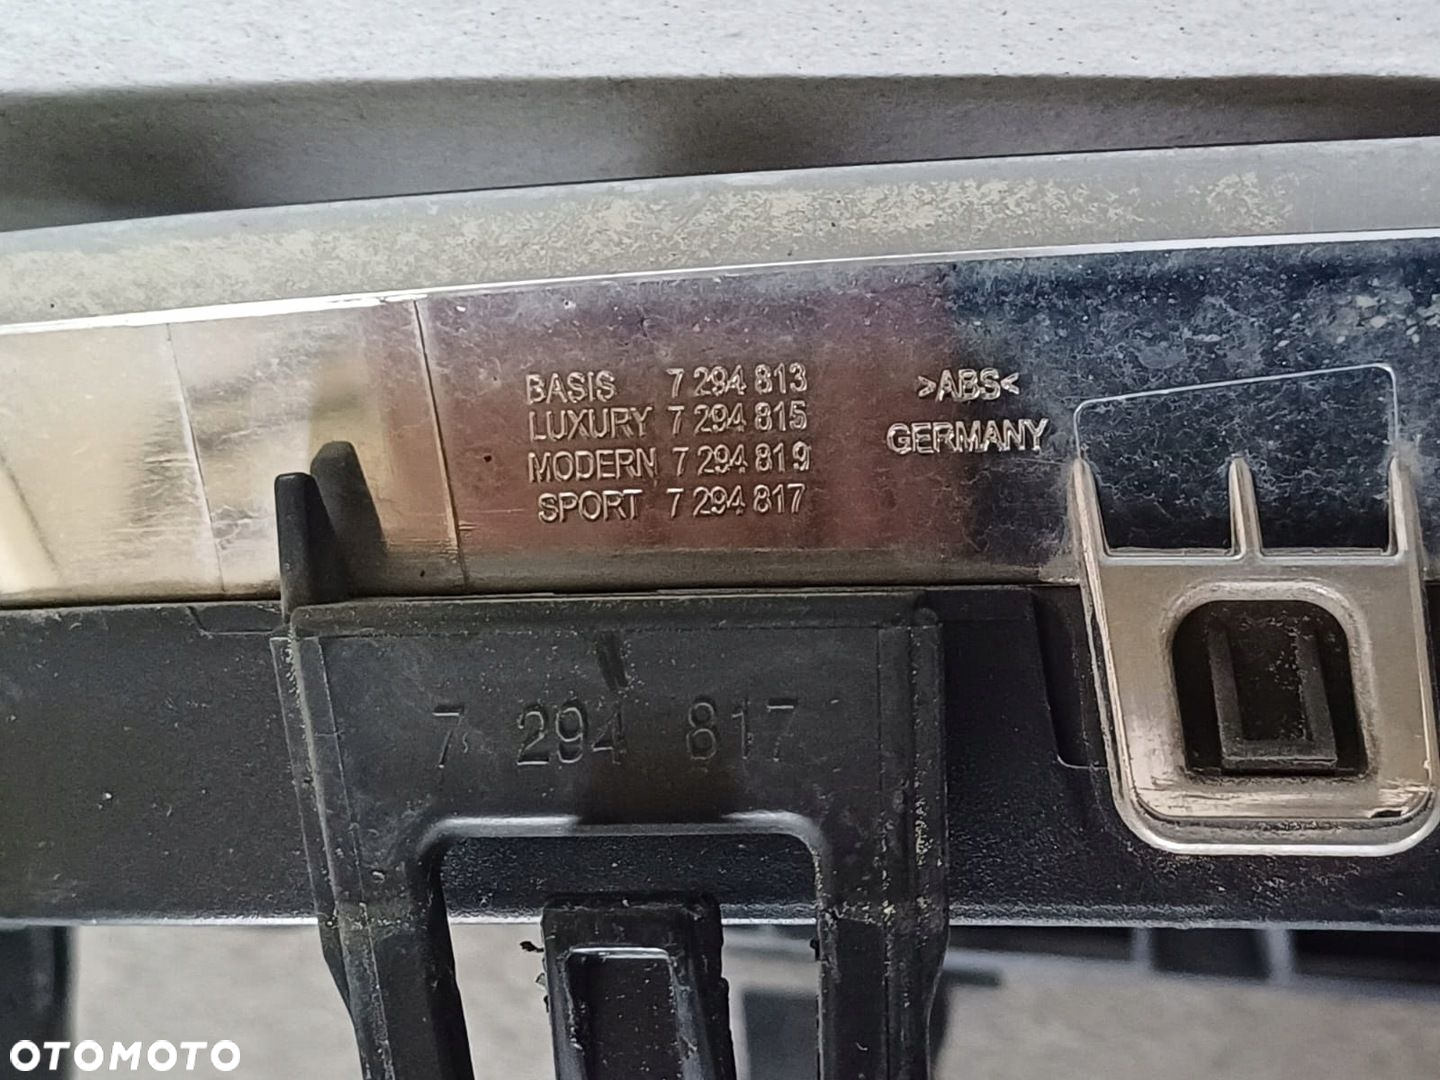 BASIS 7 294 813
LUXURY 7 294 815
MODERN 7 294 819
SPORT 7 294 817
>ABS<
GERMANY
7 294 817
OTOMOTO